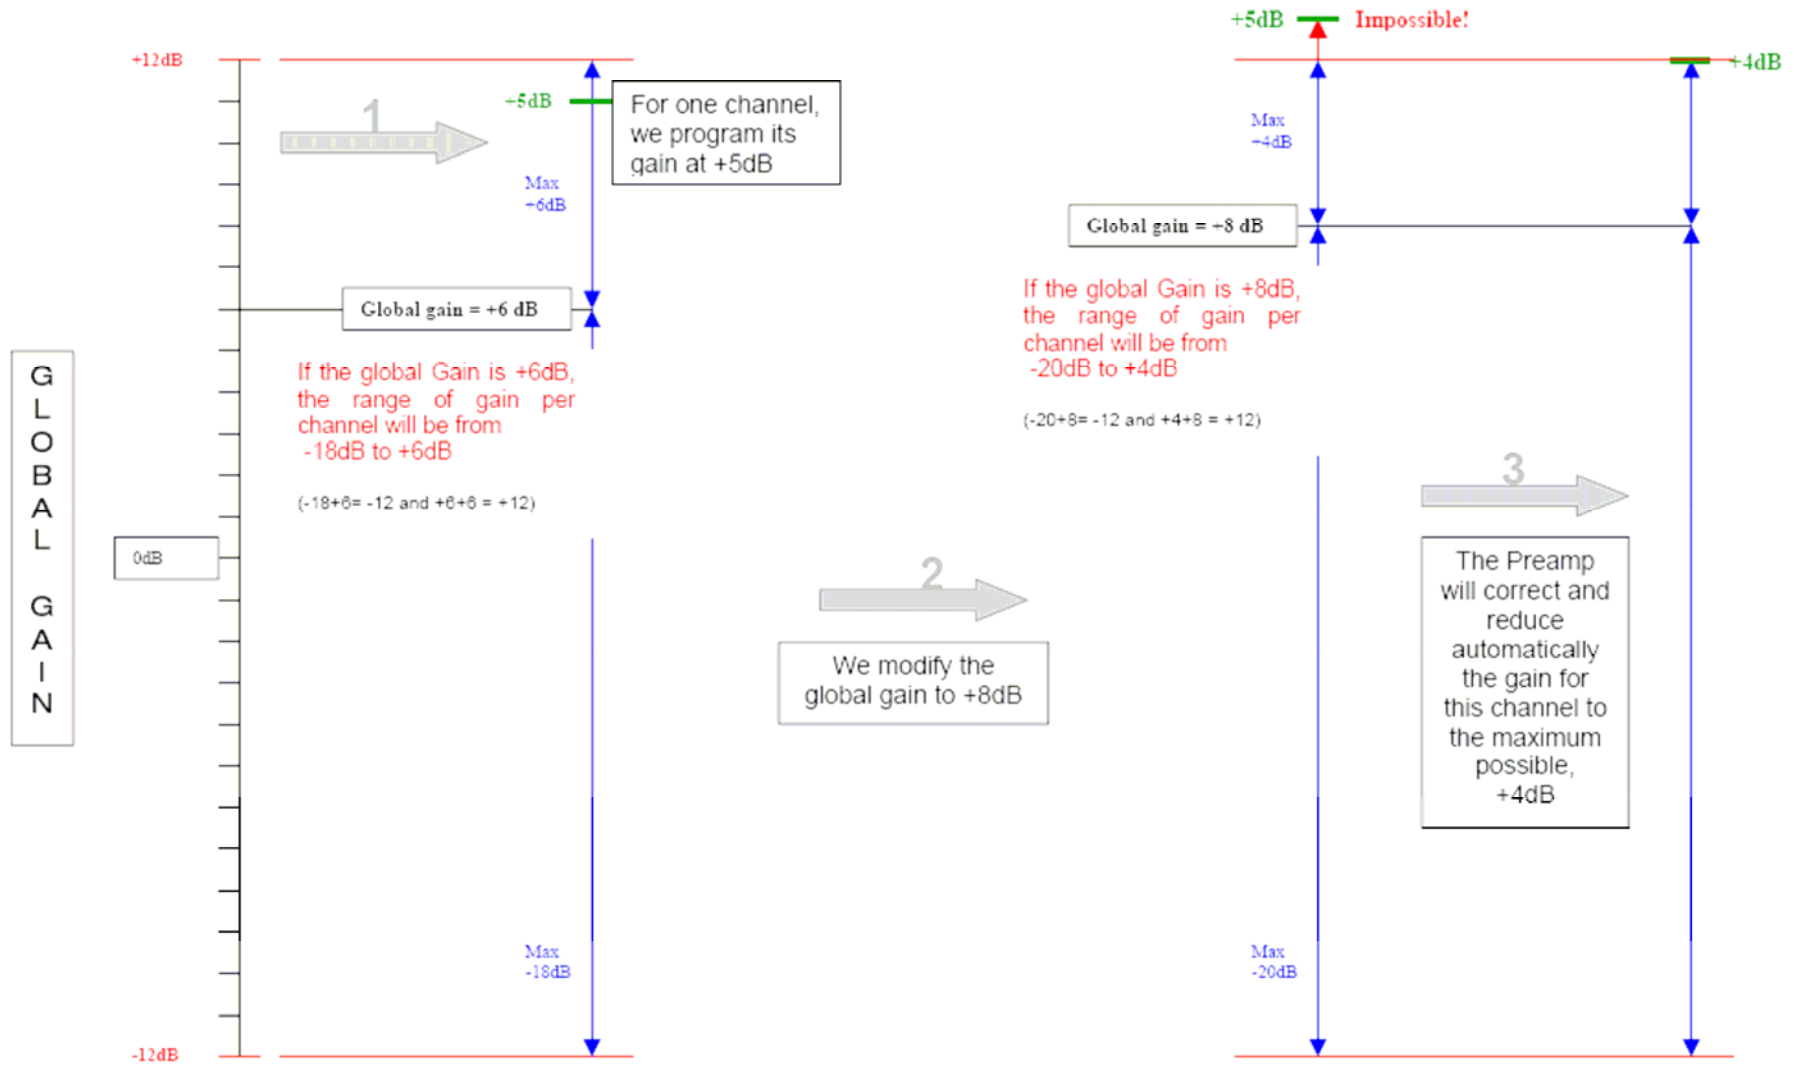 +5dB
Impossible!
+12dB
+4dB
1
+5dB
For one channel,
we program its
gain at +5dB
Max
+4dB
Max
+6dB
Global gain = +8 dB
If the global Gain is +8dB,
the range of gain per
channel will be from
-20dB to +4dB
(-20+8= -12 and +4+8 = +12)
Global gain = +6 dB
If the global Gain is +6dB,
the range of gain per
channel will be from
-18dB to +6dB
(-18+6= -12 and +6+6 = +12)
GLOBAL GAIN
0dB
2
We modify the
global gain to +8dB
3
The Preamp
will correct and
reduce
automatically
the gain for
this channel to
the maximum
possible,
+4dB
Max
-18dB
Max
-20dB
-12dB